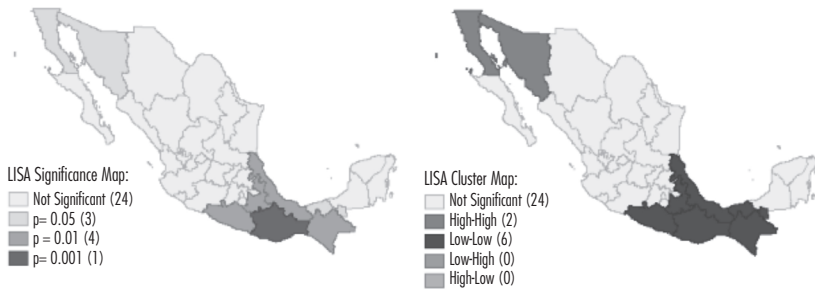 LISA Significance Map:
Not Significant (24)
p= 0.05 (3)
p = 0.01 (4)
p= 0.001 (1)
LISA Cluster Map:
Not Significant (24)
High-High (2)
Low-Low (6)
Low-High (0)
High-Low (0)